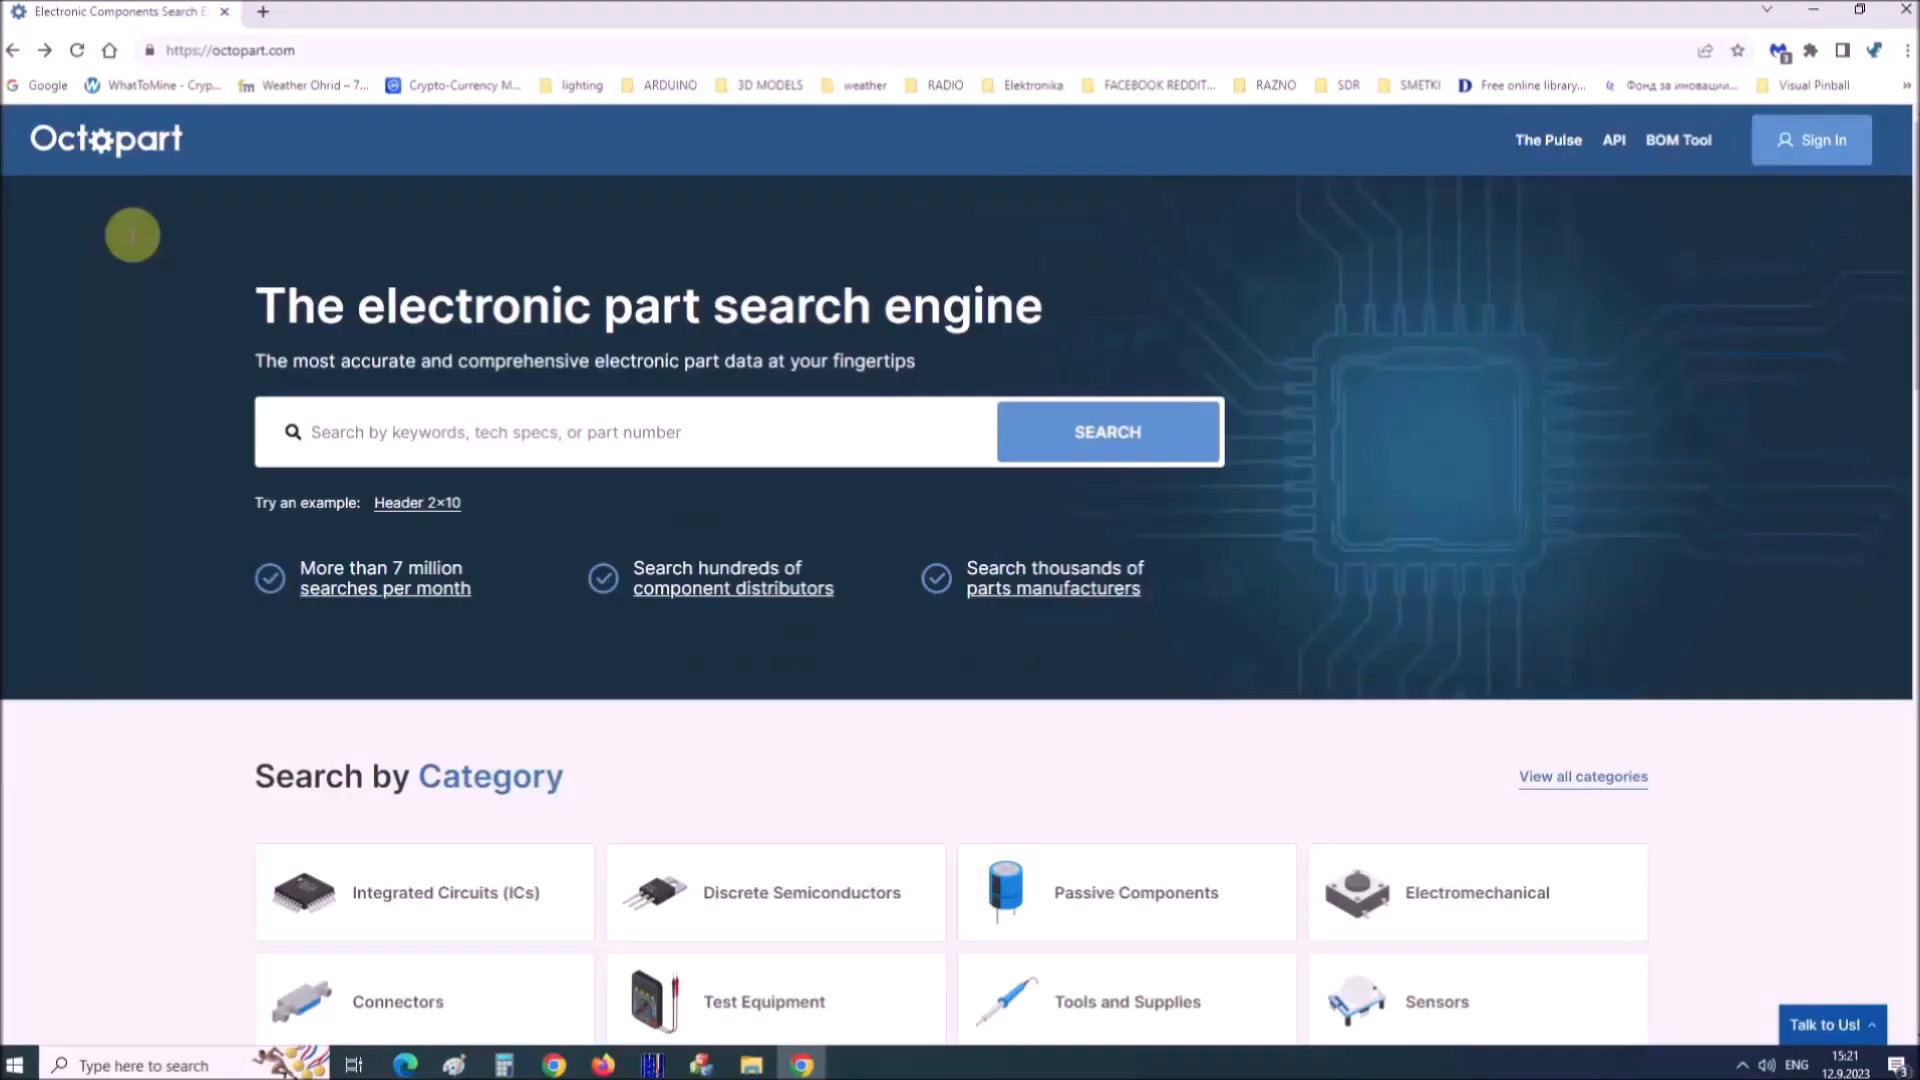 Electronic Components Search E
https://octopart.com
Google
WhatToMine - Cryp...
Weather Ohrid – 7...
Crypto-Currency M...
lighting
ARDUINO
3D MODELS
weather
RADIO
Elektronika
FACEBOOK REDDIT...
RAZNO
SDR
SMETKI
Free online library...
Фонд за иновации...
Visual Pinball
»
Octopart
The Pulse
API
BOM Tool
Sign In
The electronic part search engine
The most accurate and comprehensive electronic part data at your fingertips
Search by keywords, tech specs, or part number
SEARCH
Try an example: Header 2×10
More than 7 million
searches per month
Search hundreds of
component distributors
Search thousands of
parts manufacturers
Search by Category
View all categories
Integrated Circuits (ICs)
Discrete Semiconductors
Passive Components
Electromechanical
Connectors
Test Equipment
Tools and Supplies
Sensors
Talk to Us!
Type here to search
ENG
15:21
12.9.2023
3